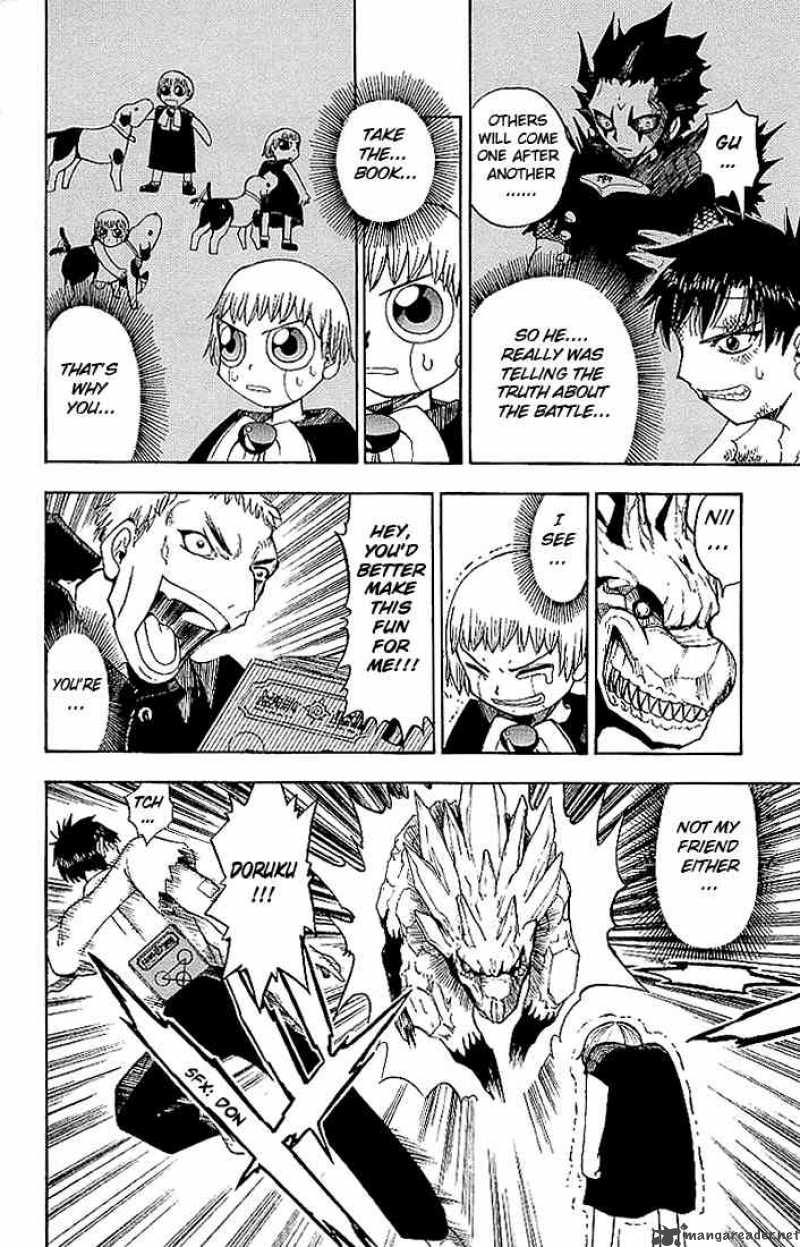 GU
...
OTHERS
WILL COME
ONE AFTER
ANOTHER
......
SO HE....
REALLY WAS
TELLING THE
TRUTH ABOUT
THE BATTLE...
TAKE
THE...
BOOK...
THAT'S
WHY
YOU...
NII
...
I
SEE
...
HEY,
YOU'D
BETTER
MAKE
THIS
FUN
FOR
ME!!!
YOU'RE
...
NOT MY
FRIEND
EITHER
...
DORUKU
!!!
TCH
...
SFX: DON
mangareader.net